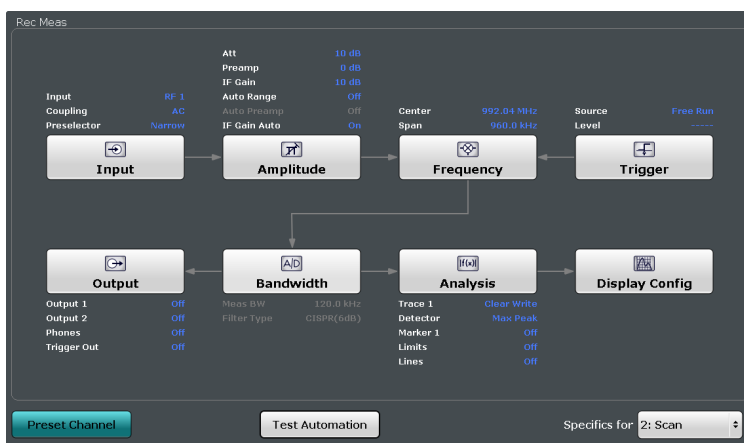 Rec Meas
Att 10 dB
Preamp 0 dB
IF Gain 10 dB
Input RF 1
Auto Range Off
Coupling AC
Auto Preamp Off
Center 992.04 MHz
Source Free Run
Preselector Narrow
IF Gain Auto On
Span 960.0 kHz
Level -----
Input
Amplitude
Frequency
Trigger
A/D
If(x)
Output
Bandwidth
Analysis
Display Config
Output 1 Off
Meas BW 120.0 kHz
Trace 1 Clear Write
Output 2 Off
Filter Type CISPR(6dB)
Detector Max Peak
Phones Off
Marker 1 Off
Trigger Out Off
Limits Off
Lines Off
Preset Channel
Test Automation
Specifics for 2: Scan